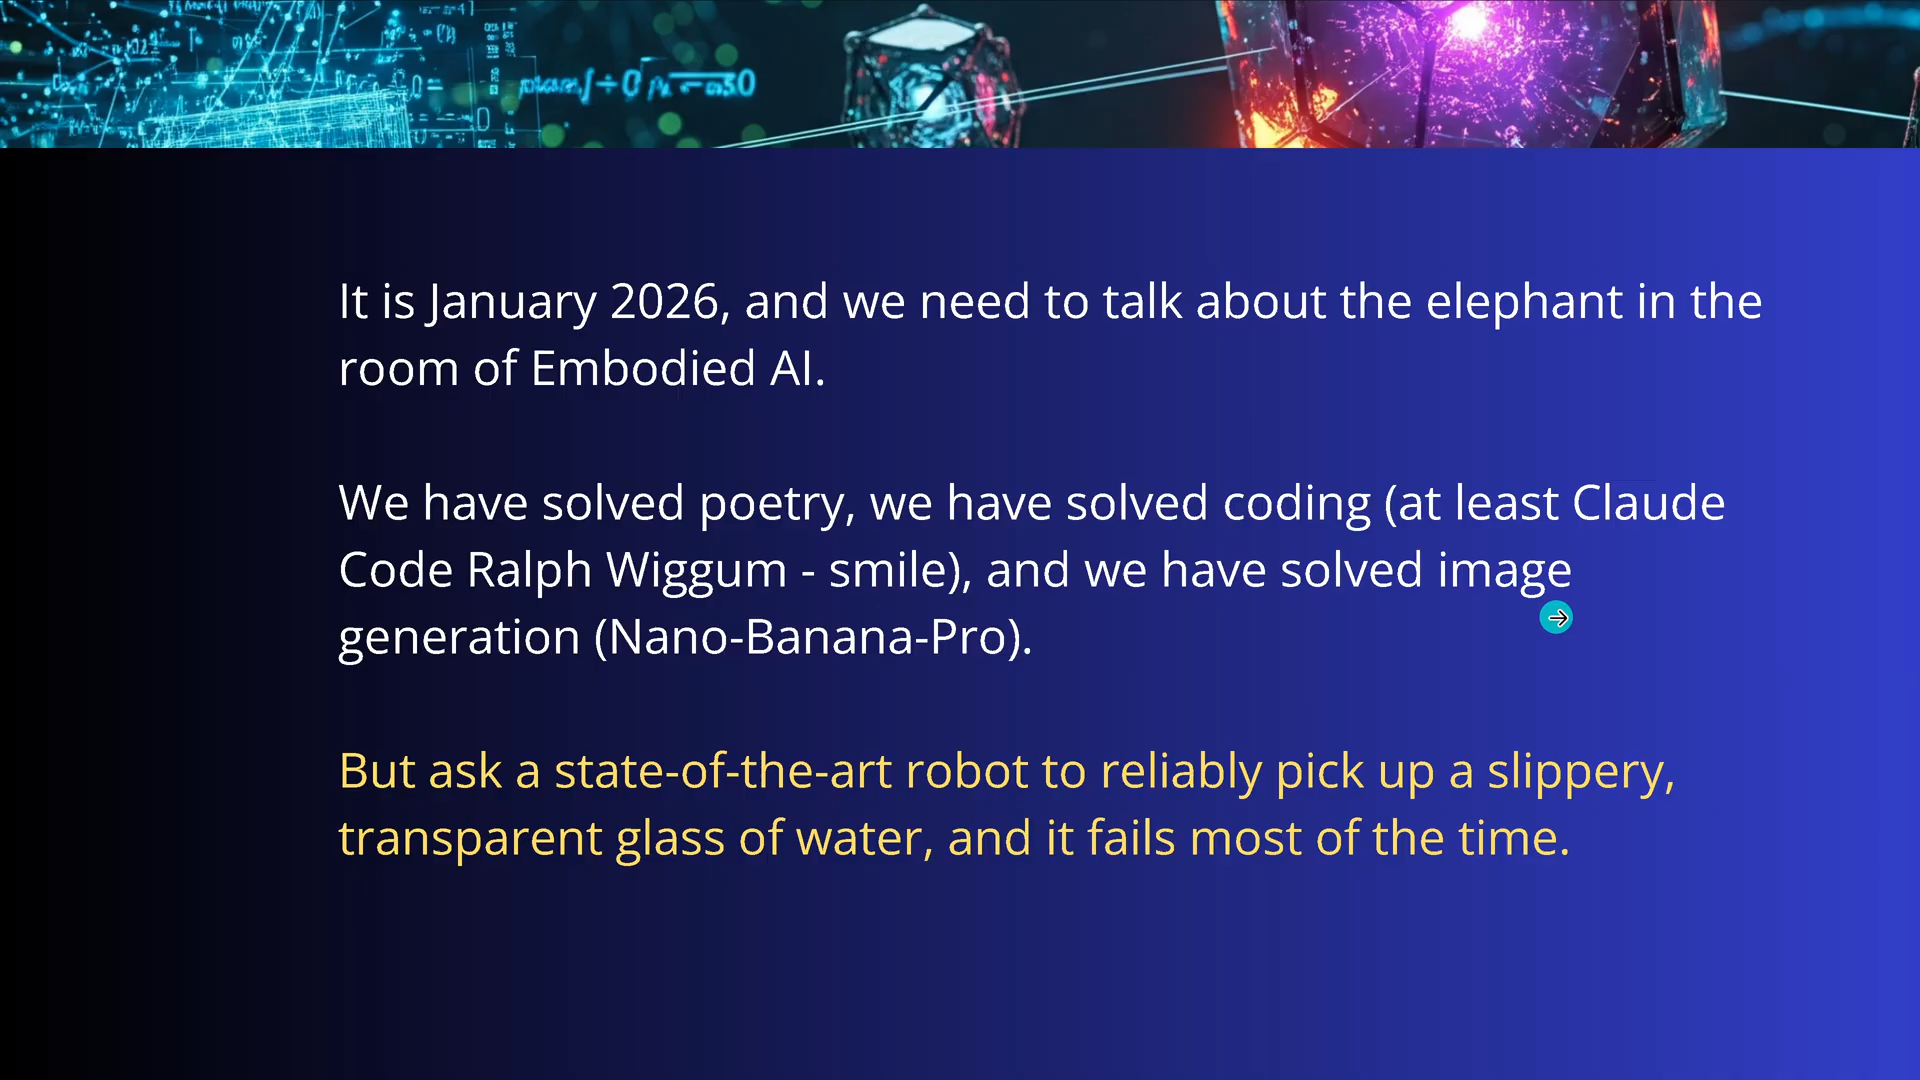 It is January 2026, and we need to talk about the elephant in the
room of Embodied AI.
We have solved poetry, we have solved coding (at least Claude
Code Ralph Wiggum - smile), and we have solved image
generation (Nano-Banana-Pro).
But ask a state-of-the-art robot to reliably pick up a slippery,
transparent glass of water, and it fails most of the time.